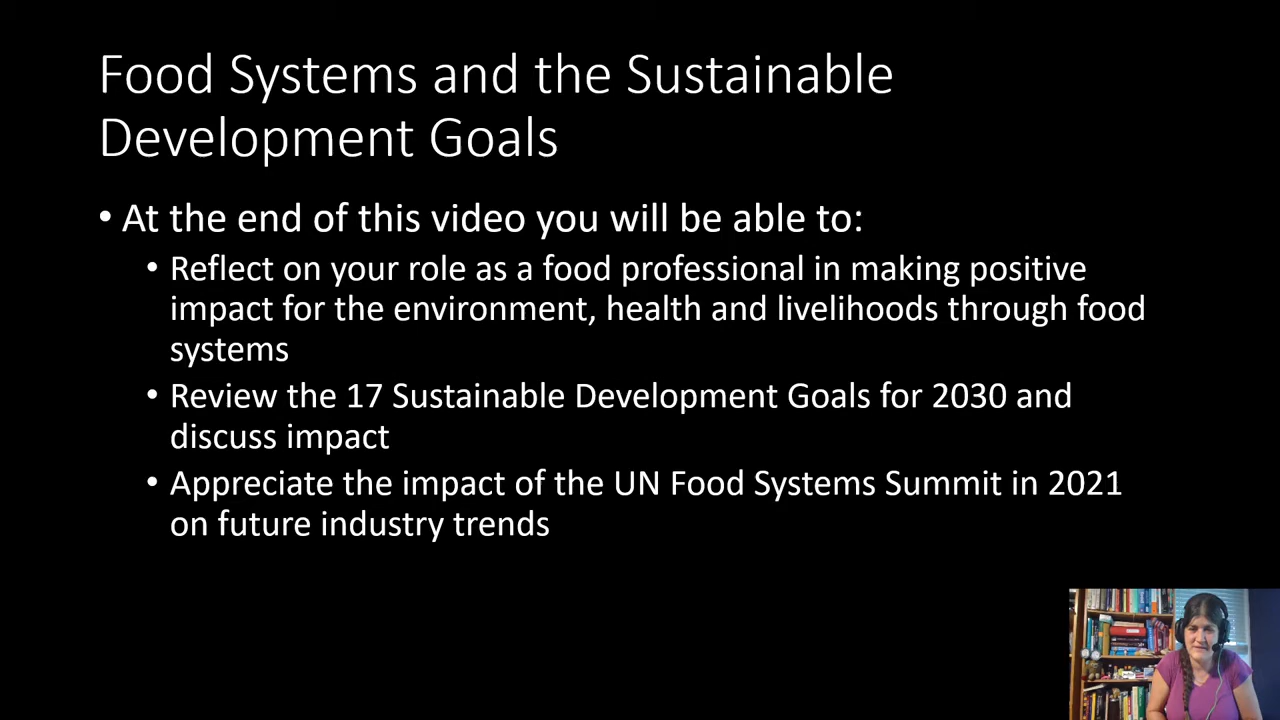 Food Systems and the Sustainable
Development Goals
• At the end of this video you will be able to:
• Reflect on your role as a food professional in making positive
impact for the environment, health and livelihoods through food
systems
• Review the 17 Sustainable Development Goals for 2030 and
discuss impact
• Appreciate the impact of the UN Food Systems Summit in 2021
on future industry trends